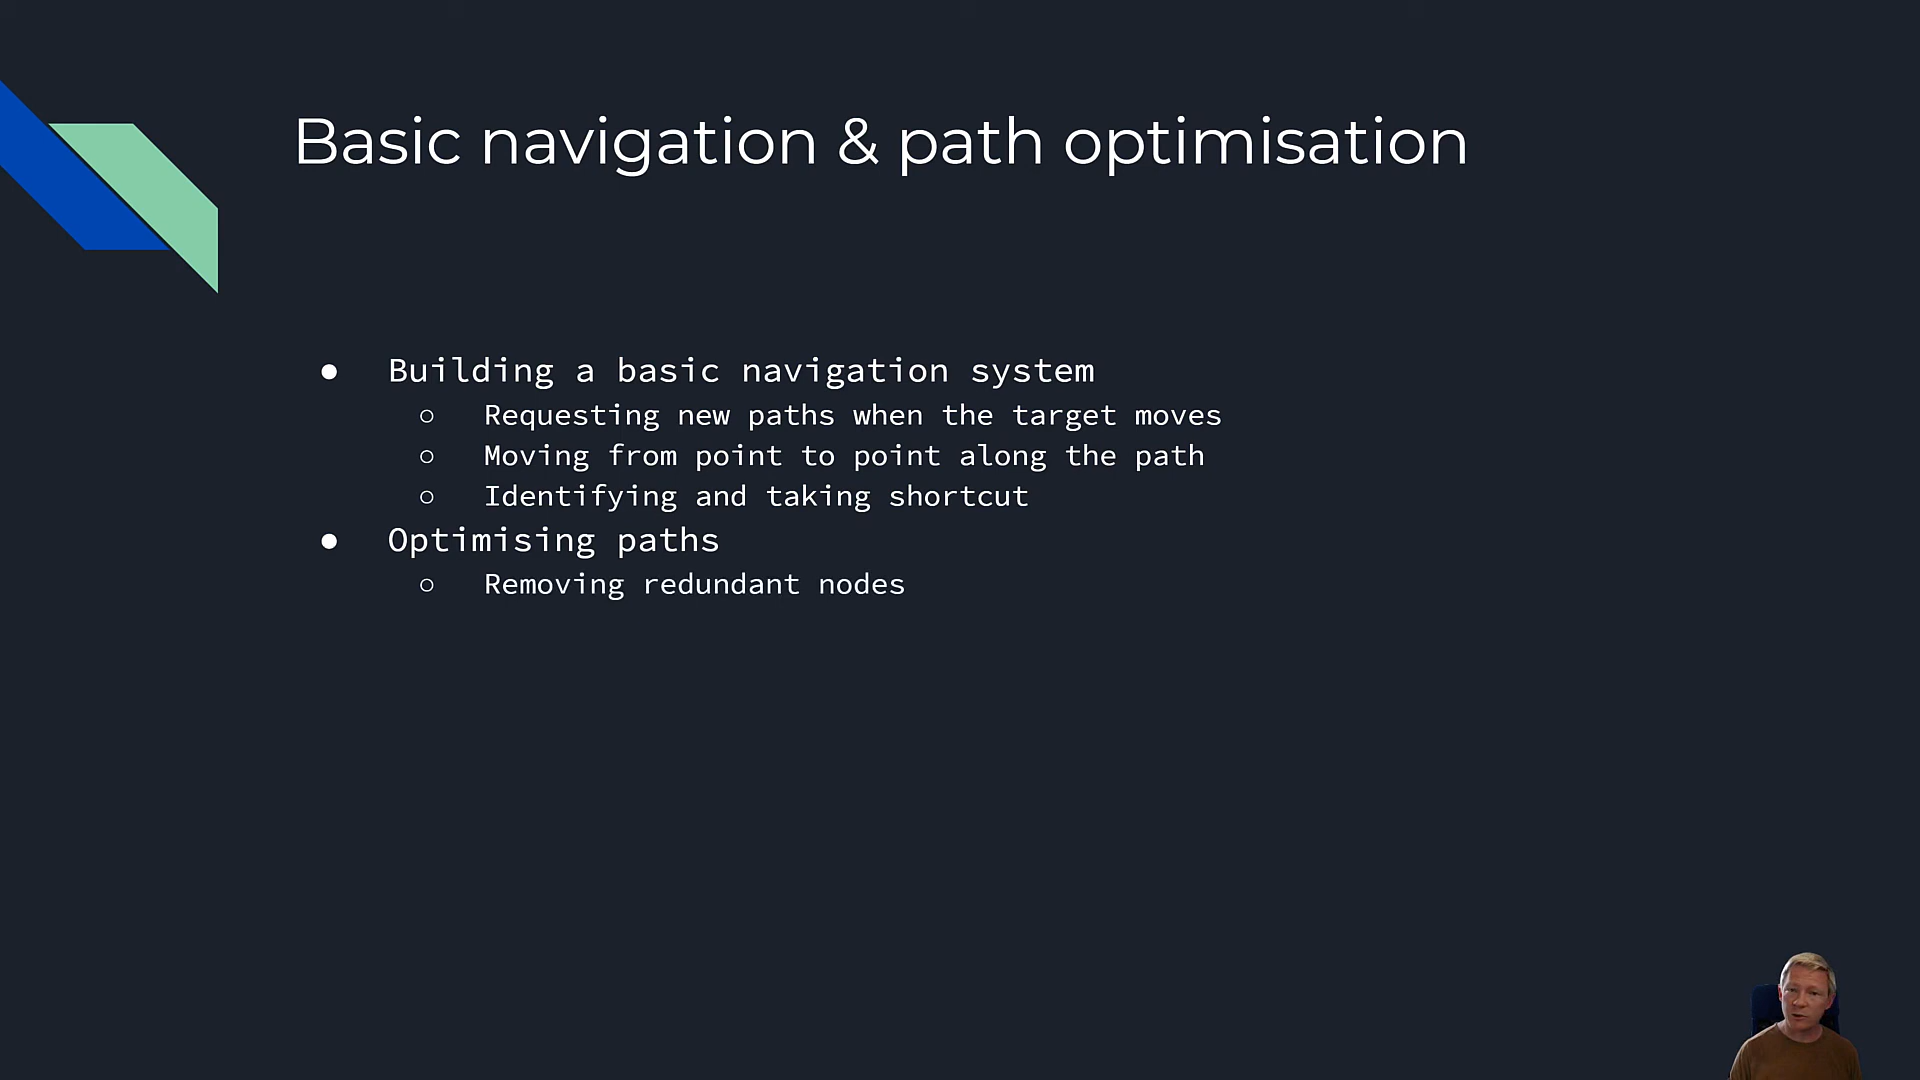 Basic navigation & path optimisation
● Building a basic navigation system
○ Requesting new paths when the target moves
○ Moving from point to point along the path
○ Identifying and taking shortcut
● Optimising paths
○ Removing redundant nodes